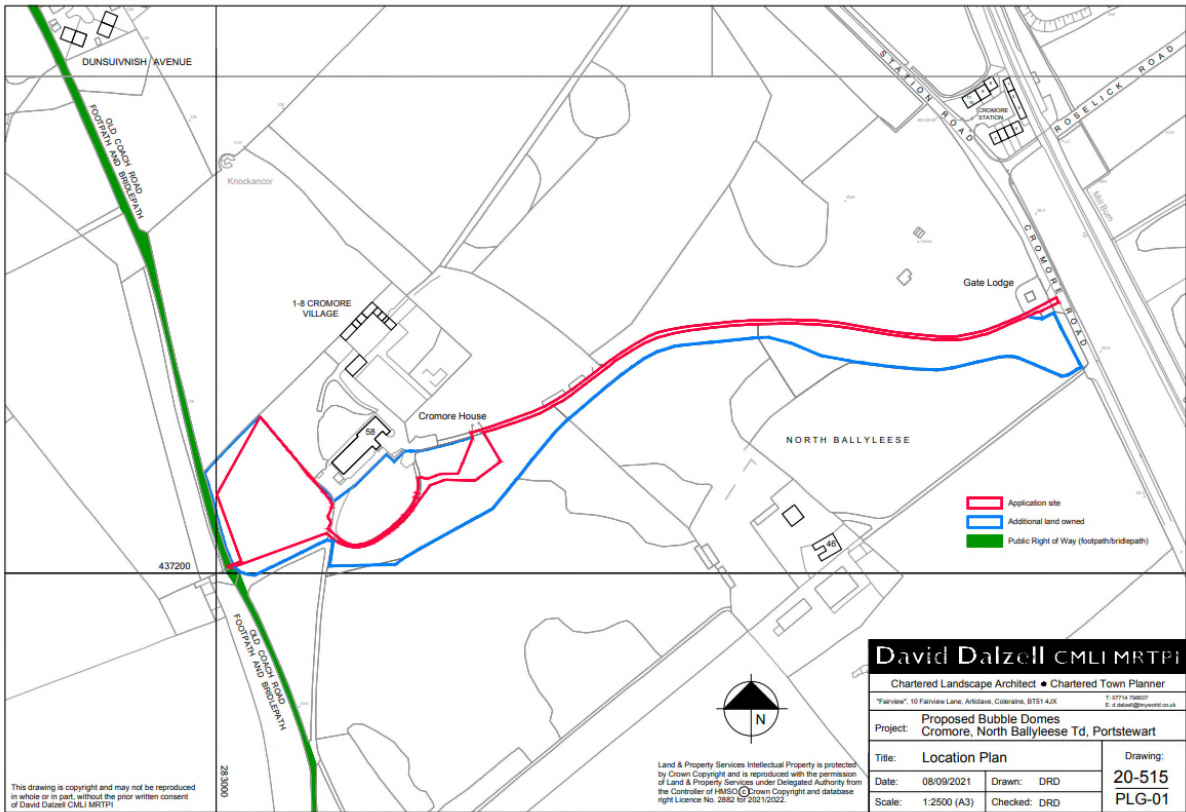 DUNSUIVNISH AVENUE
OLD COACH ROAD
FOOTPATH AND BRIDLEPATH
Knockancor
STATION ROAD
CROMORE
STATION
ROSELICK ROAD
Mill Burn
CROMORE ROAD
Gate Lodge
1-8 CROMORE
VILLAGE
Cromore House
58
NORTH BALLYLEESE
46
Application site
Additional land owned
Public Right of Way (footpath/bridlepath)
437200
OLD COACH ROAD
FOOTPATH AND BRIDLEPATH
283000
N
This drawing is copyright and may not be reproduced
in whole or in part, without the prior written consent
of David Dalzell CMLI MRTPI
Land & Property Services Intellectual Property is protected
by Crown Copyright and is reproduced with the permission
of Land & Property Services under Delegated Authority from
the Controller of HMSO © Crown Copyright and database
right Licence No. 2882 for 2021/2022.
David Dalzell CMLI MRTPI
Chartered Landscape Architect • Chartered Town Planner
"Fairview", 10 Fairview Lane, Articlave, Coleraine, BT51 4JX
Project: Proposed Bubble Domes
Cromore, North Ballyleese Td, Portstewart
Title: Location Plan
Drawing:
20-515
PLG-01
Date: 08/09/2021 Drawn: DRD
Scale: 1:2500 (A3) Checked: DRD